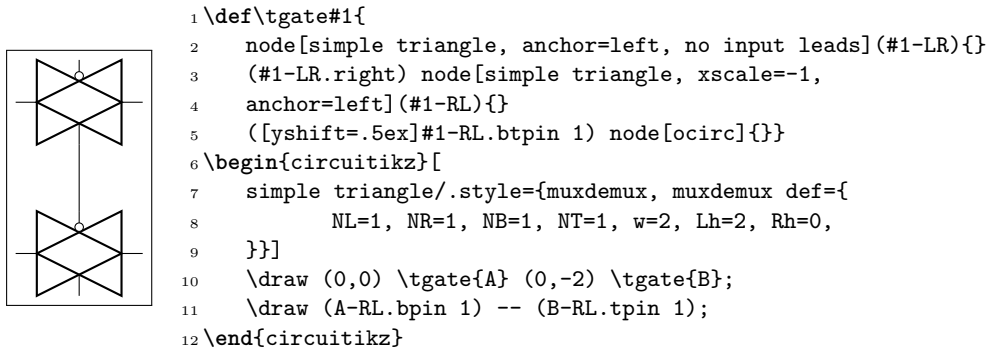 1 \def\tgate#1{
2 node[simple triangle, anchor=left, no input leads](#1-LR){}
3 (#1-LR.right) node[simple triangle, xscale=-1,
4 anchor=left](#1-RL){}
5 ([yshift=.5ex]#1-RL.btpin 1) node[ocirc]{}}
6 \begin{circuitikz}[
7 simple triangle/.style={muxdemux, muxdemux def={
8 NL=1, NR=1, NB=1, NT=1, w=2, Lh=2, Rh=0,
9 }}]
10 \draw (0,0) \tgate{A} (0,-2) \tgate{B};
11 \draw (A-RL.bpin 1) -- (B-RL.tpin 1);
12 \end{circuitikz}